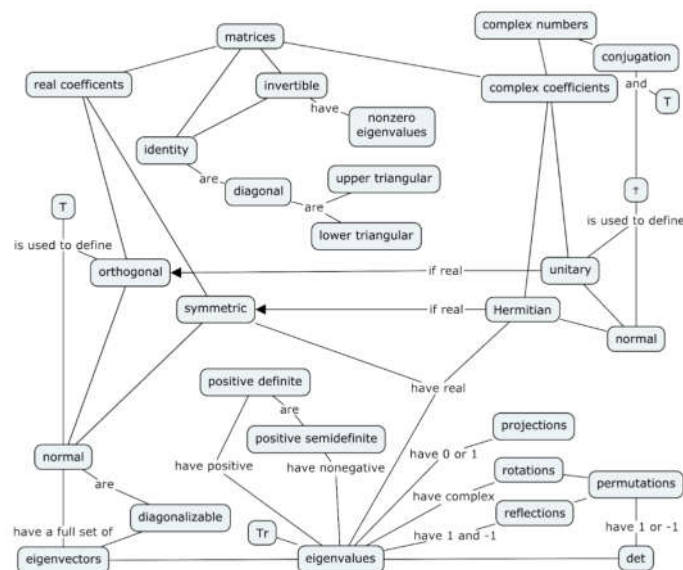 complex numbers
matrices
conjugation
real coefficents
invertible
complex coefficients
and
T
have
nonzero
eigenvalues
identity
upper triangular
are
diagonal
are
†
T
lower triangular
is used to define
is used to define
orthogonal
if real
unitary
symmetric
if real
Hermitian
normal
positive definite
have real
are
projections
positive semidefinite
normal
have 0 or 1
have positive
have nonegative
rotations
permutations
are
have complex
diagonalizable
reflections
have a full set of
Tr
have 1 and -1
have 1 or -1
eigenvectors
eigenvalues
det